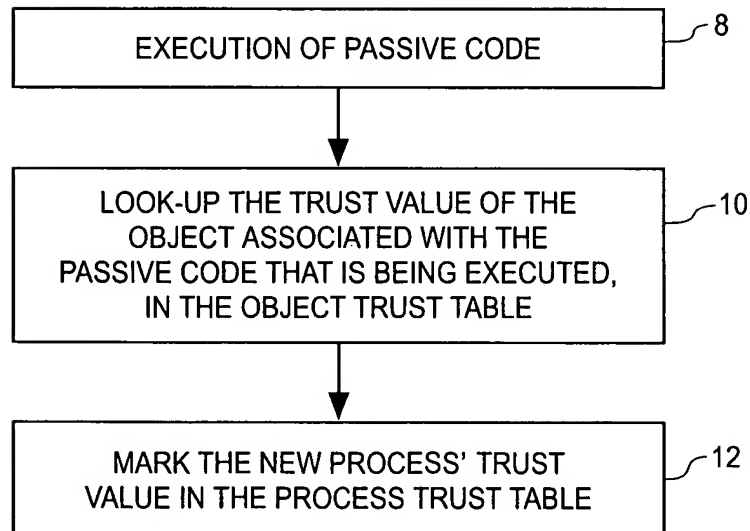 EXECUTION OF PASSIVE CODE
8
LOOK-UP THE TRUST VALUE OF THE
OBJECT ASSOCIATED WITH THE
PASSIVE CODE THAT IS BEING EXECUTED,
IN THE OBJECT TRUST TABLE
10
MARK THE NEW PROCESS' TRUST
VALUE IN THE PROCESS TRUST TABLE
12